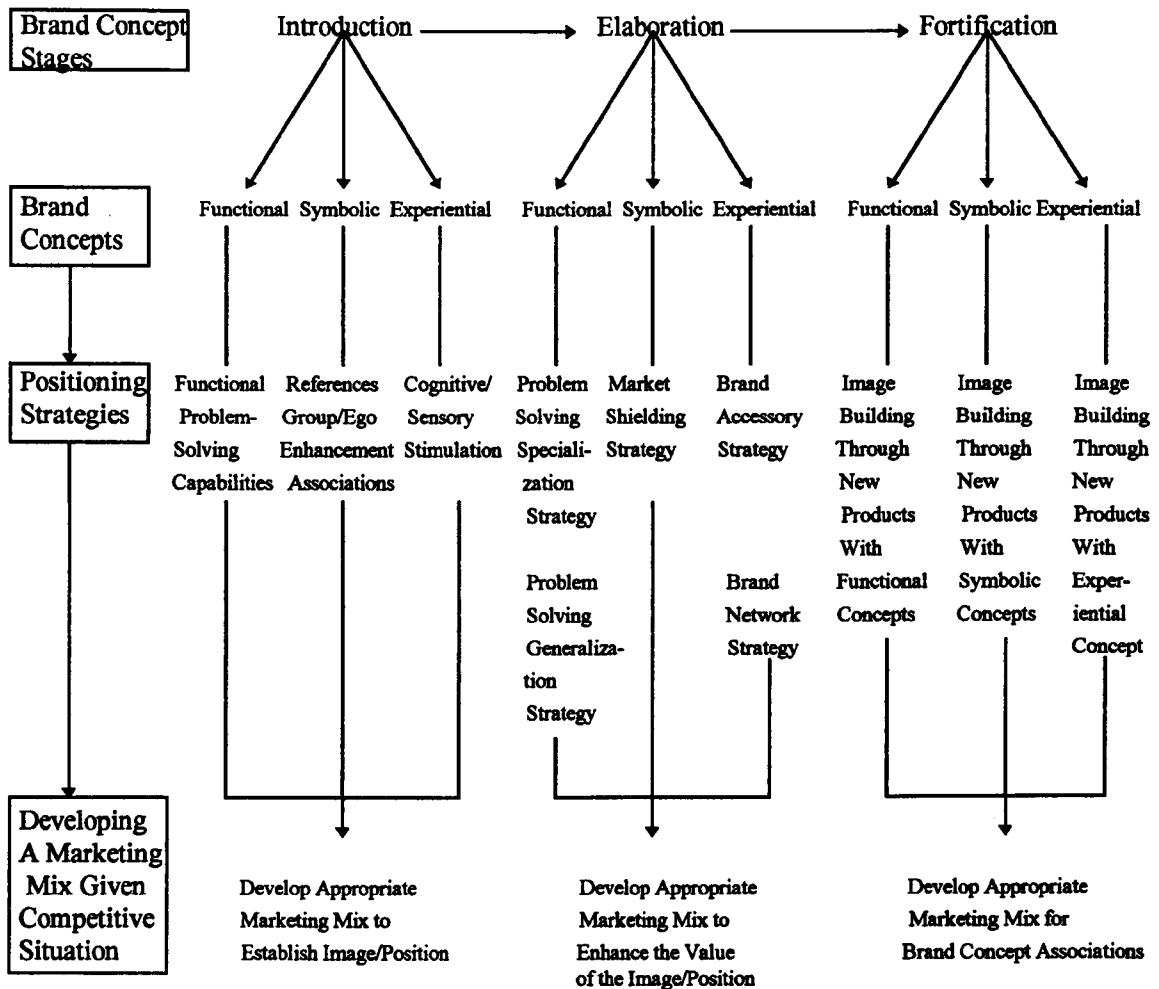 Brand Concept
Stages
Introduction
Elaboration
Fortification
Brand
Concepts
Functional Symbolic Experiential
Functional Symbolic Experiential
Functional Symbolic Experiential
Positioning
Strategies
Functional
Problem-
Solving
Capabilities
References
Group/Ego
Enhancement
Associations
Cognitive/
Sensory
Stimulation
Problem
Solving
Speciali-
zation
Strategy
Problem
Solving
Generaliza-
tion
Strategy
Market
Shielding
Strategy
Brand
Accessory
Strategy
Brand
Network
Strategy
Image
Building
Through
New
Products
With
Functional
Concepts
Image
Building
Through
New
Products
With
Symbolic
Concepts
Image
Building
Through
New
Products
With
Exper-
iential
Concept
Developing
A Marketing
Mix Given
Competitive
Situation
Develop Appropriate
Marketing Mix to
Establish Image/Position
Develop Appropriate
Marketing Mix to
Enhance the Value
of the Image/Position
Develop Appropriate
Marketing Mix for
Brand Concept Associations